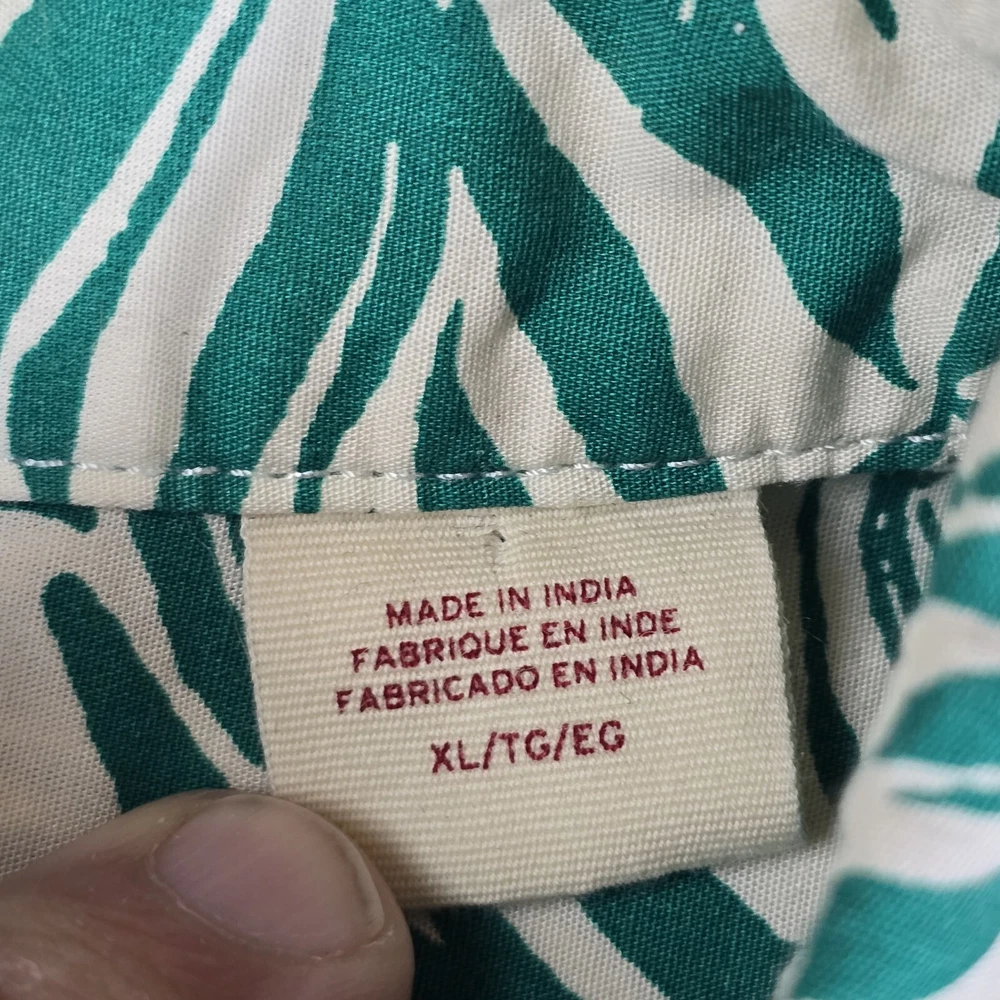 MADE IN INDIA
FABRIQUE EN INDE
FABRICADO EN INDIA
XL/TG/EG